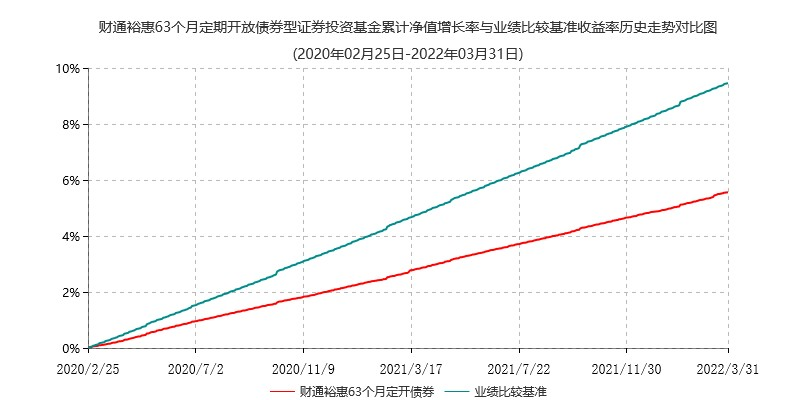 财通裕惠63个月定期开放债券型证券投资基金累计净值增长率与业绩比较基准收益率历史走势对比图
(2020年02月25日-2022年03月31日)
10%
8%
6%
4%
2%
0%
2020/2/25 2020/7/2 2020/11/9 2021/3/17 2021/7/22 2021/11/30 2022/3/31
财通裕惠63个月定开债券 业绩比较基准